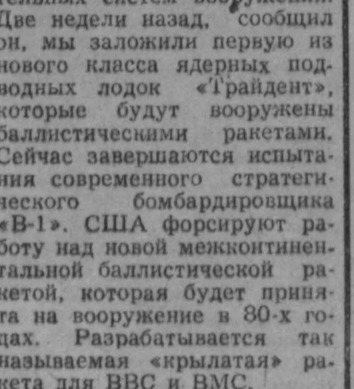 тельных систем вооружений.
Две недели назад, сообщил
он, мы заложили первую из
нового класса ядерных под-
водных лодок «Трайдент»,
которые будут вооружены
баллистическими ракетами.
Сейчас завершаются испыта-
ния современного стратеги-
ческого бомбардировщика
«В-1». США форсируют ра-
боту над новой межконтинен-
тальной баллистической ра-
кетой, которая будет приня-
та на вооружение в 80-х го-
дах. Разрабатывается так
называемая «крылатая» ра-
кета для ВВС и ВМС.